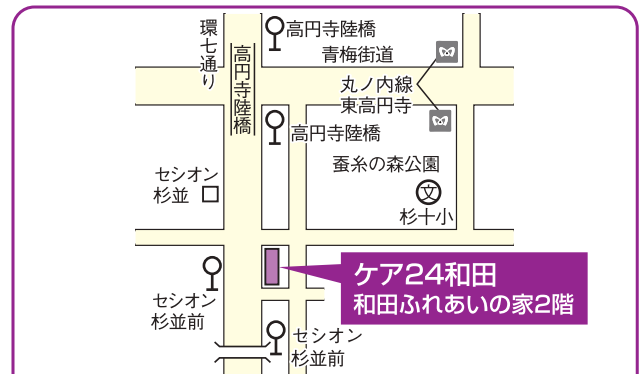 環七通り
高円寺陸橋
高円寺陸橋
青梅街道
丸ノ内線
東高円寺
高円寺陸橋
蚕糸の森公園
文
杉十小
セシオン
杉並
ケア24和田
和田ふれあいの家2階
セシオン
杉並前
セシオン
杉並前